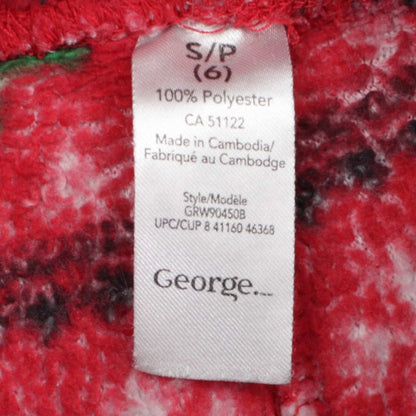 S/P
(6)
100% Polyester
CA 51122
Made in Cambodia/
Fabriqué au Cambodge
Style/Modèle
GRW90450B
UPC/CUP 8 41160 46368
George.